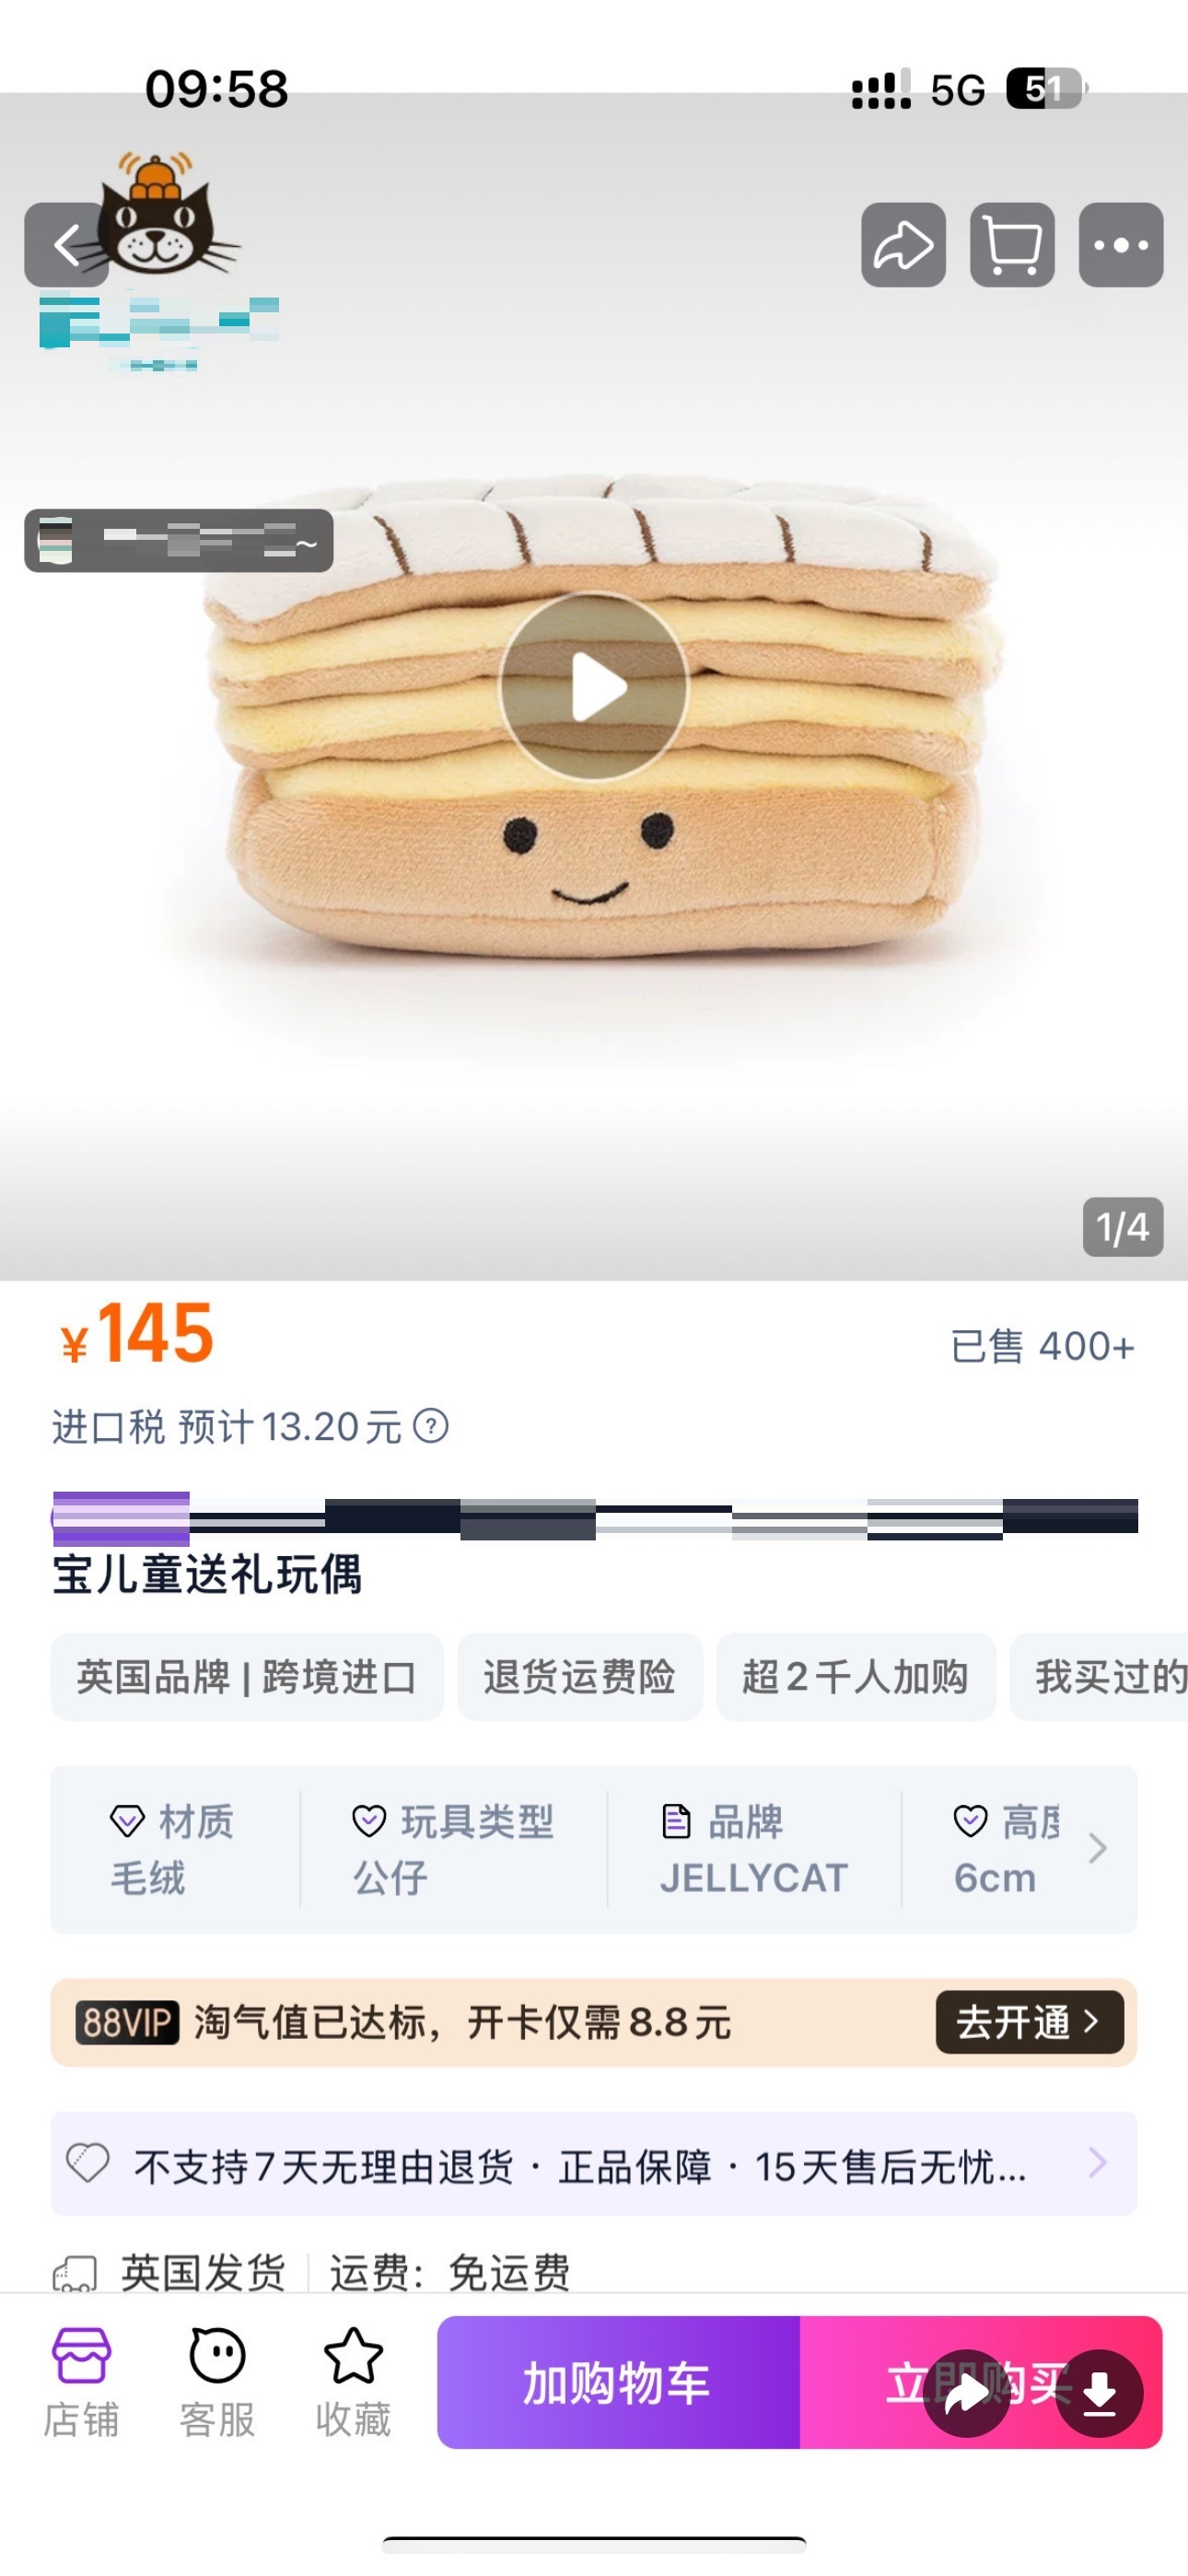 09:58
5G 51
~
1/4
¥145
已售 400+
进口税 预计13.20元
宝儿童送礼玩偶
英国品牌 | 跨境进口
退货运费险
超2千人加购
我买过的
材质
玩具类型
品牌
高度
毛绒
公仔
JELLYCAT
6cm
88VIP 淘气值已达标，开卡仅需8.8元
去开通 >
不支持7天无理由退货 · 正品保障 · 15天售后无忧...
英国发货 | 运费：免运费
店铺
客服
收藏
加购物车
立即购买